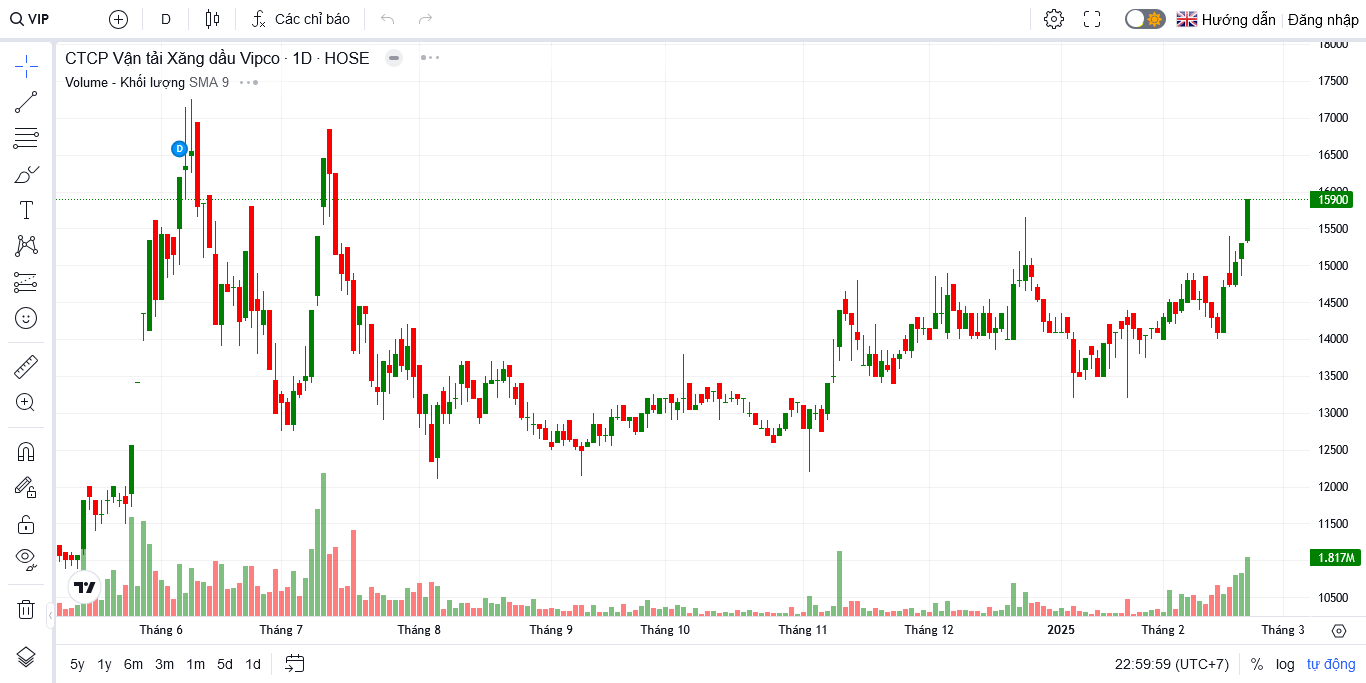 VIP D Các chỉ báo Hướng dẫn Đăng nhập
CTCP Vận tải Xăng dầu Vipco · 1D · HOSE
Volume - Khối lượng SMA 9
D
18000
17500
17000
16500
16000
15900
15500
15000
14500
14000
13500
13000
12500
12000
11500
1.817M
10500
Tháng 6 Tháng 7 Tháng 8 Tháng 9 Tháng 10 Tháng 11 Tháng 12 2025 Tháng 2 Tháng 3
5y 1y 6m 3m 1m 5d 1d 22:59:59 (UTC+7) % log tự động